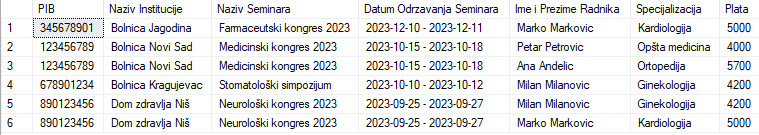 PIB Naziv Institucije Naziv Seminara Datum Odrzavanja Seminara Ime i Prezime Radnika Specijalizacija Plata
1 345678901 Bolnica Jagodina Farmaceutski kongres 2023 2023-12-10 - 2023-12-11 Marko Markovic Kardiologija 5000
2 123456789 Bolnica Novi Sad Medicinski kongres 2023 2023-10-15 - 2023-10-18 Petar Petrovic Opšta medicina 4000
3 123456789 Bolnica Novi Sad Medicinski kongres 2023 2023-10-15 - 2023-10-18 Ana Andelic Ortopedija 5700
4 678901234 Bolnica Kragujevac Stomatološki simpozijum 2023-10-10 - 2023-10-12 Milan Milanovic Ginekologija 4200
5 890123456 Dom zdravlja Niš Neurološki kongres 2023 2023-09-25 - 2023-09-27 Milan Milanovic Ginekologija 4200
6 890123456 Dom zdravlja Niš Neurološki kongres 2023 2023-09-25 - 2023-09-27 Marko Markovic Kardiologija 5000